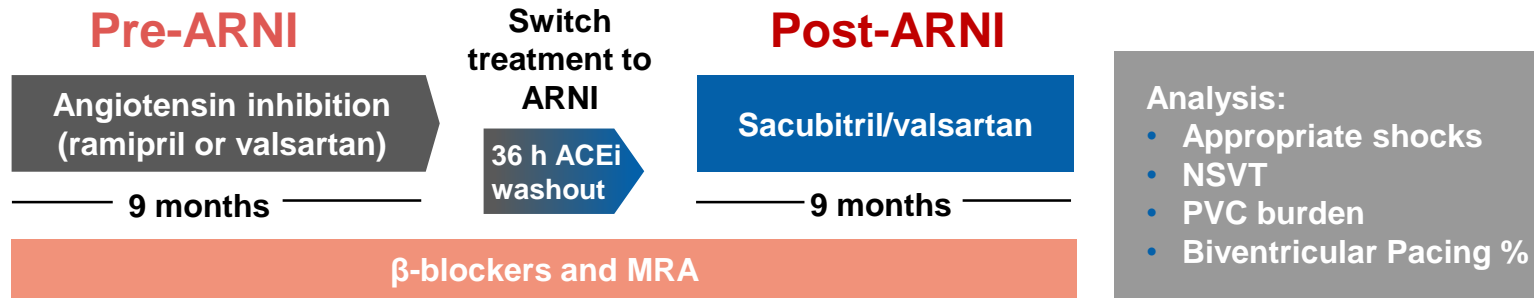 Pre-ARNI
Angiotensin inhibition
(ramipril or valsartan)
9 months
Switch
treatment to
ARNI
36 h ACEi
washout
Post-ARNI
Sacubitril/valsartan
9 months
β-blockers and MRA
Analysis:
• Appropriate shocks
• NSVT
• PVC burden
• Biventricular Pacing %